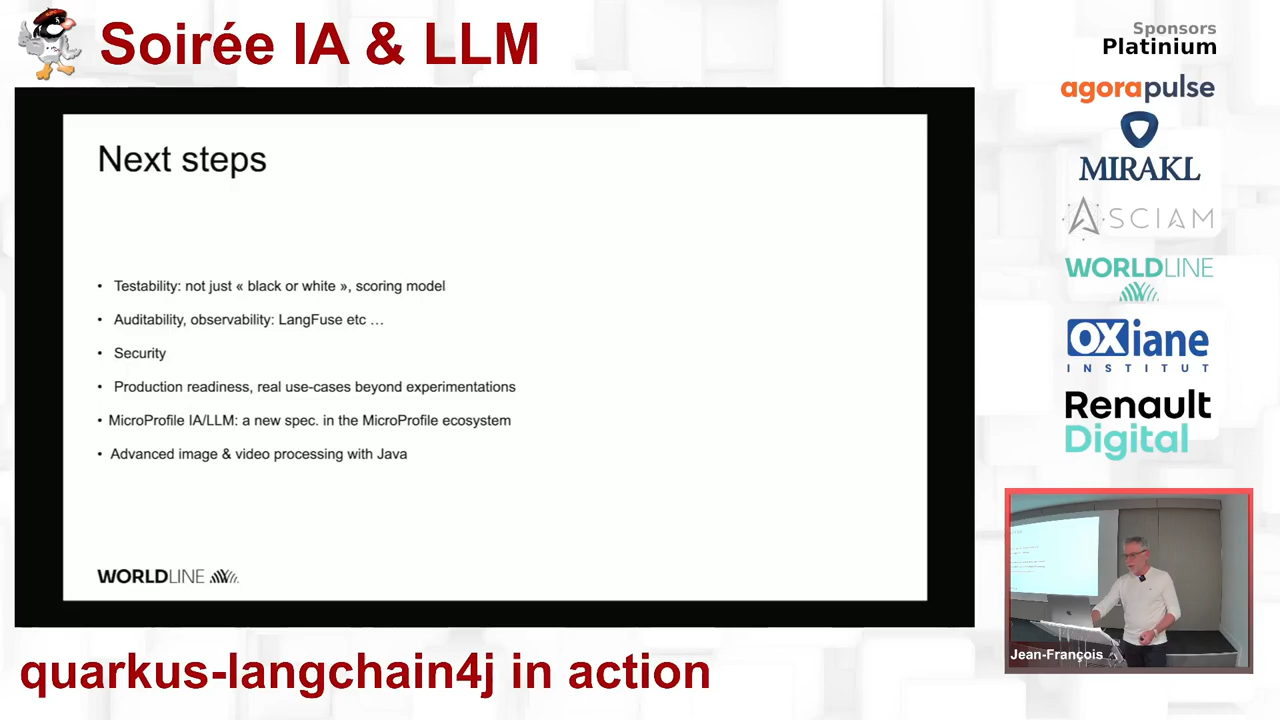 Soirée IA & LLM
Sponsors
Platinium
agorapulse
MIRAKL
ASCIAM
WORLDLINE
OXiane
INSTITUT
Renault
Digital
Next steps
• Testability: not just « black or white », scoring model
• Auditability, observability: LangFuse etc …
• Security
• Production readiness, real use-cases beyond experimentations
• MicroProfile IA/LLM: a new spec. in the MicroProfile ecosystem
• Advanced image & video processing with Java
WORLDLINE
Jean-François
quarkus-langchain4j in action